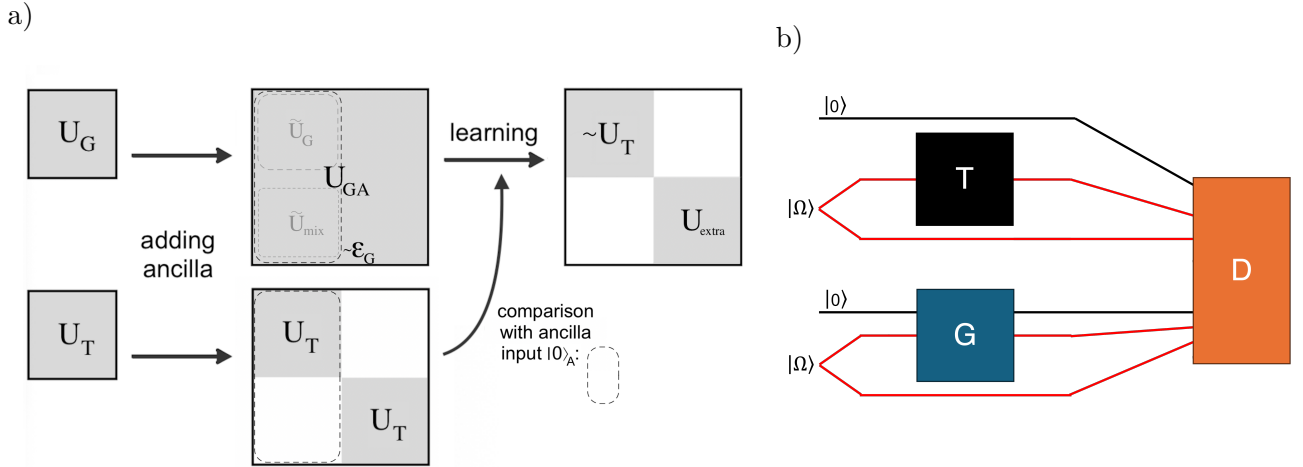 a)
U_G
adding
ancilla
U_T
Ũ_G
U_GA
Ũ_mix
~ε_G
U_T
U_T
learning
comparison
with ancilla
input |0⟩_A:
~U_T
U_extra
b)
|0⟩
T
|Ω⟩
|0⟩
G
|Ω⟩
D